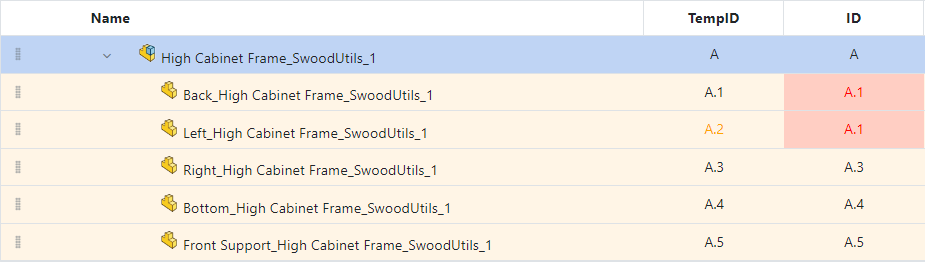 Name TempID ID
High Cabinet Frame_SwoodUtils_1 A A
Back_High Cabinet Frame_SwoodUtils_1 A.1 A.1
Left_High Cabinet Frame_SwoodUtils_1 A.2 A.1
Right_High Cabinet Frame_SwoodUtils_1 A.3 A.3
Bottom_High Cabinet Frame_SwoodUtils_1 A.4 A.4
Front Support_High Cabinet Frame_SwoodUtils_1 A.5 A.5